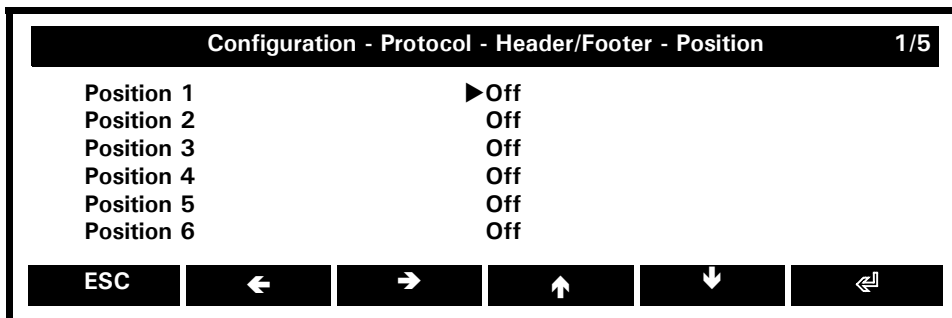 Configuration - Protocol - Header/Footer - Position 1/5
Position 1 ▶Off
Position 2 Off
Position 3 Off
Position 4 Off
Position 5 Off
Position 6 Off
ESC ← → ↑ ↓ ↵